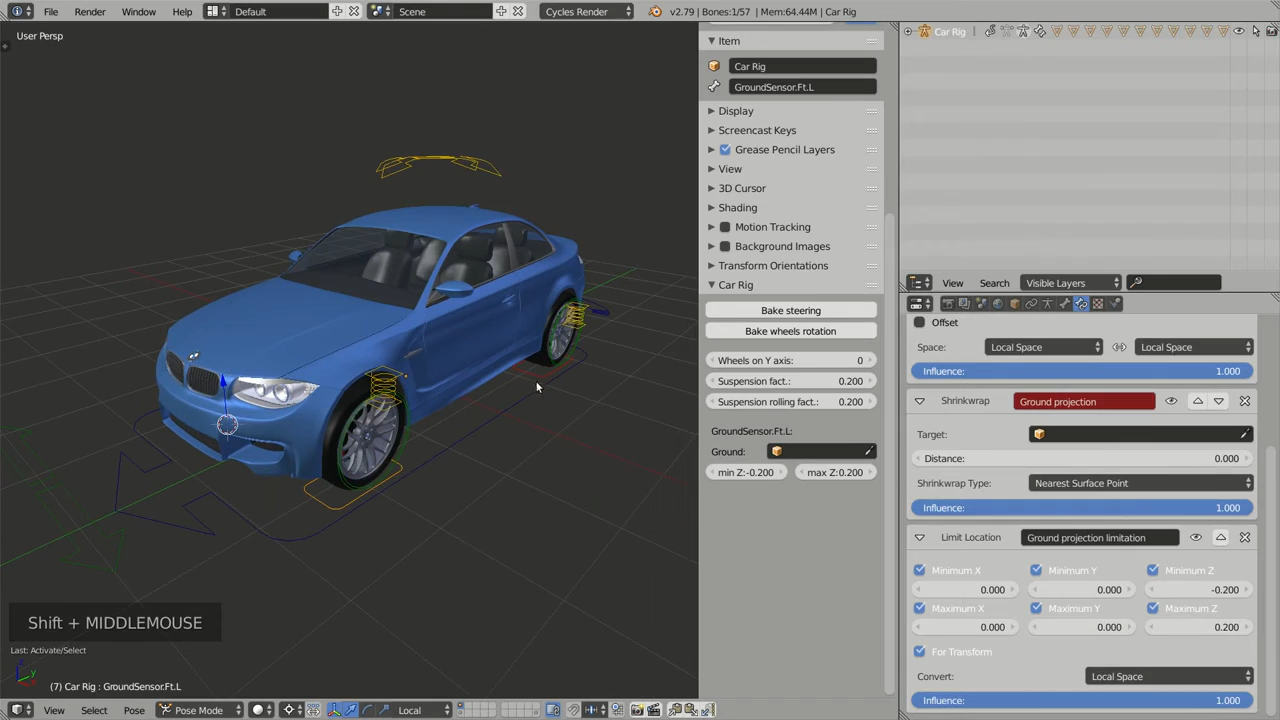 File Render Window Help Default Scene Cycles Render v2.79 | Bones:1/57 | Mem:64.44M | Car Rig
User Persp
Item
Car Rig
GroundSensor.Ft.L
Display
Screencast Keys
Grease Pencil Layers
View
3D Cursor
Shading
Motion Tracking
Background Images
Transform Orientations
Car Rig
Bake steering
Bake wheels rotation
Wheels on Y axis: 0
Suspension fact.: 0.200
Suspension rolling fact.: 0.200
GroundSensor.Ft.L:
Ground:
min Z:-0.200 max Z:0.200
Car Rig
View Search Visible Layers
Offset
Space: Local Space Local Space
Influence: 1.000
Shrinkwrap Ground projection
Target:
Distance: 0.000
Shrinkwrap Type: Nearest Surface Point
Influence: 1.000
Limit Location Ground projection limitation
Minimum X Minimum Y Minimum Z
0.000 0.000 -0.200
Maximum X Maximum Y Maximum Z
0.000 0.000 0.200
For Transform
Convert: Local Space
Influence: 1.000
Shift + MIDDLEMOUSE
Last: Activate/Select
(7) Car Rig : GroundSensor.Ft.L
View Select Pose Pose Mode Local